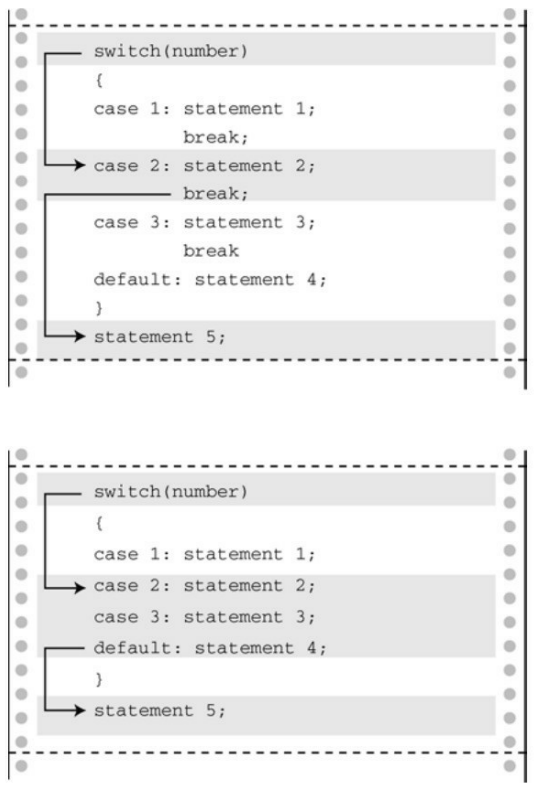 switch(number)
{
case 1: statement 1;
break;
case 2: statement 2;
break;
case 3: statement 3;
break
default: statement 4;
}
statement 5;
switch(number)
{
case 1: statement 1;
case 2: statement 2;
case 3: statement 3;
default: statement 4;
}
statement 5;